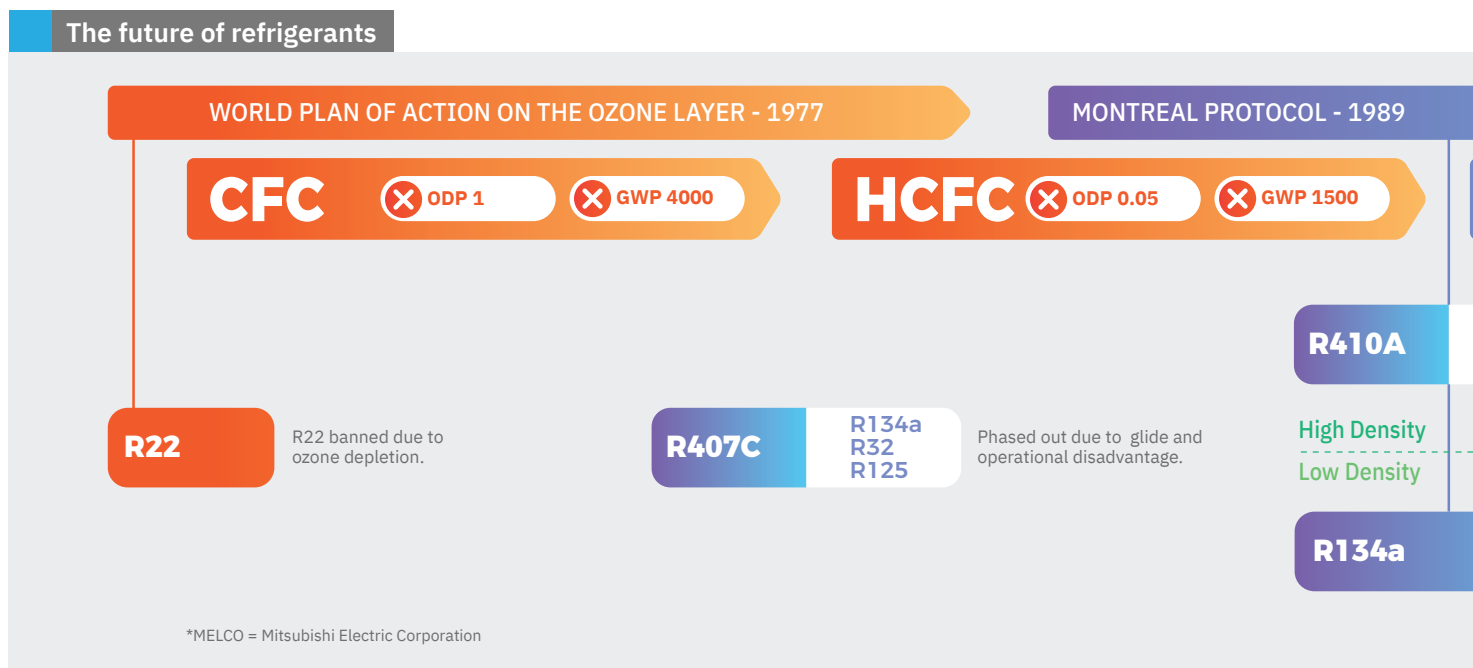 The future of refrigerants
WORLD PLAN OF ACTION ON THE OZONE LAYER - 1977
MONTREAL PROTOCOL - 1989
CFC
ODP 1
GWP 4000
HCFC
ODP 0.05
GWP 1500
R410A
R22
R22 banned due to
ozone depletion.
R407C
R134a
R32
R125
Phased out due to glide and
operational disadvantage.
High Density
Low Density
R134a
*MELCO = Mitsubishi Electric Corporation